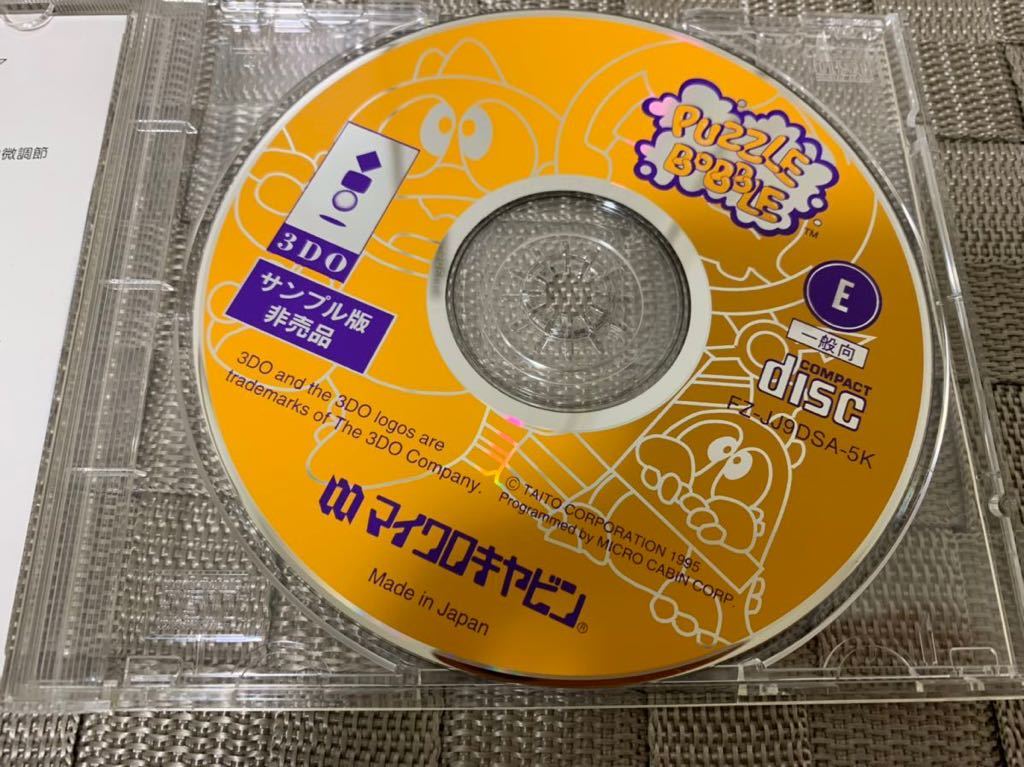 微調節
3DO
サンプル版
非売品
PUZZLE
BOBBLE
TM
E
一般向
COMPACT
disc
FZ-JJ9DSA-5K
3DO and the 3DO logos are
trademarks of The 3DO Company.
© TAITO CORPORATION 1995
Programmed by MICRO CABIN CORP.
マイクロキャビン®
Made in Japan